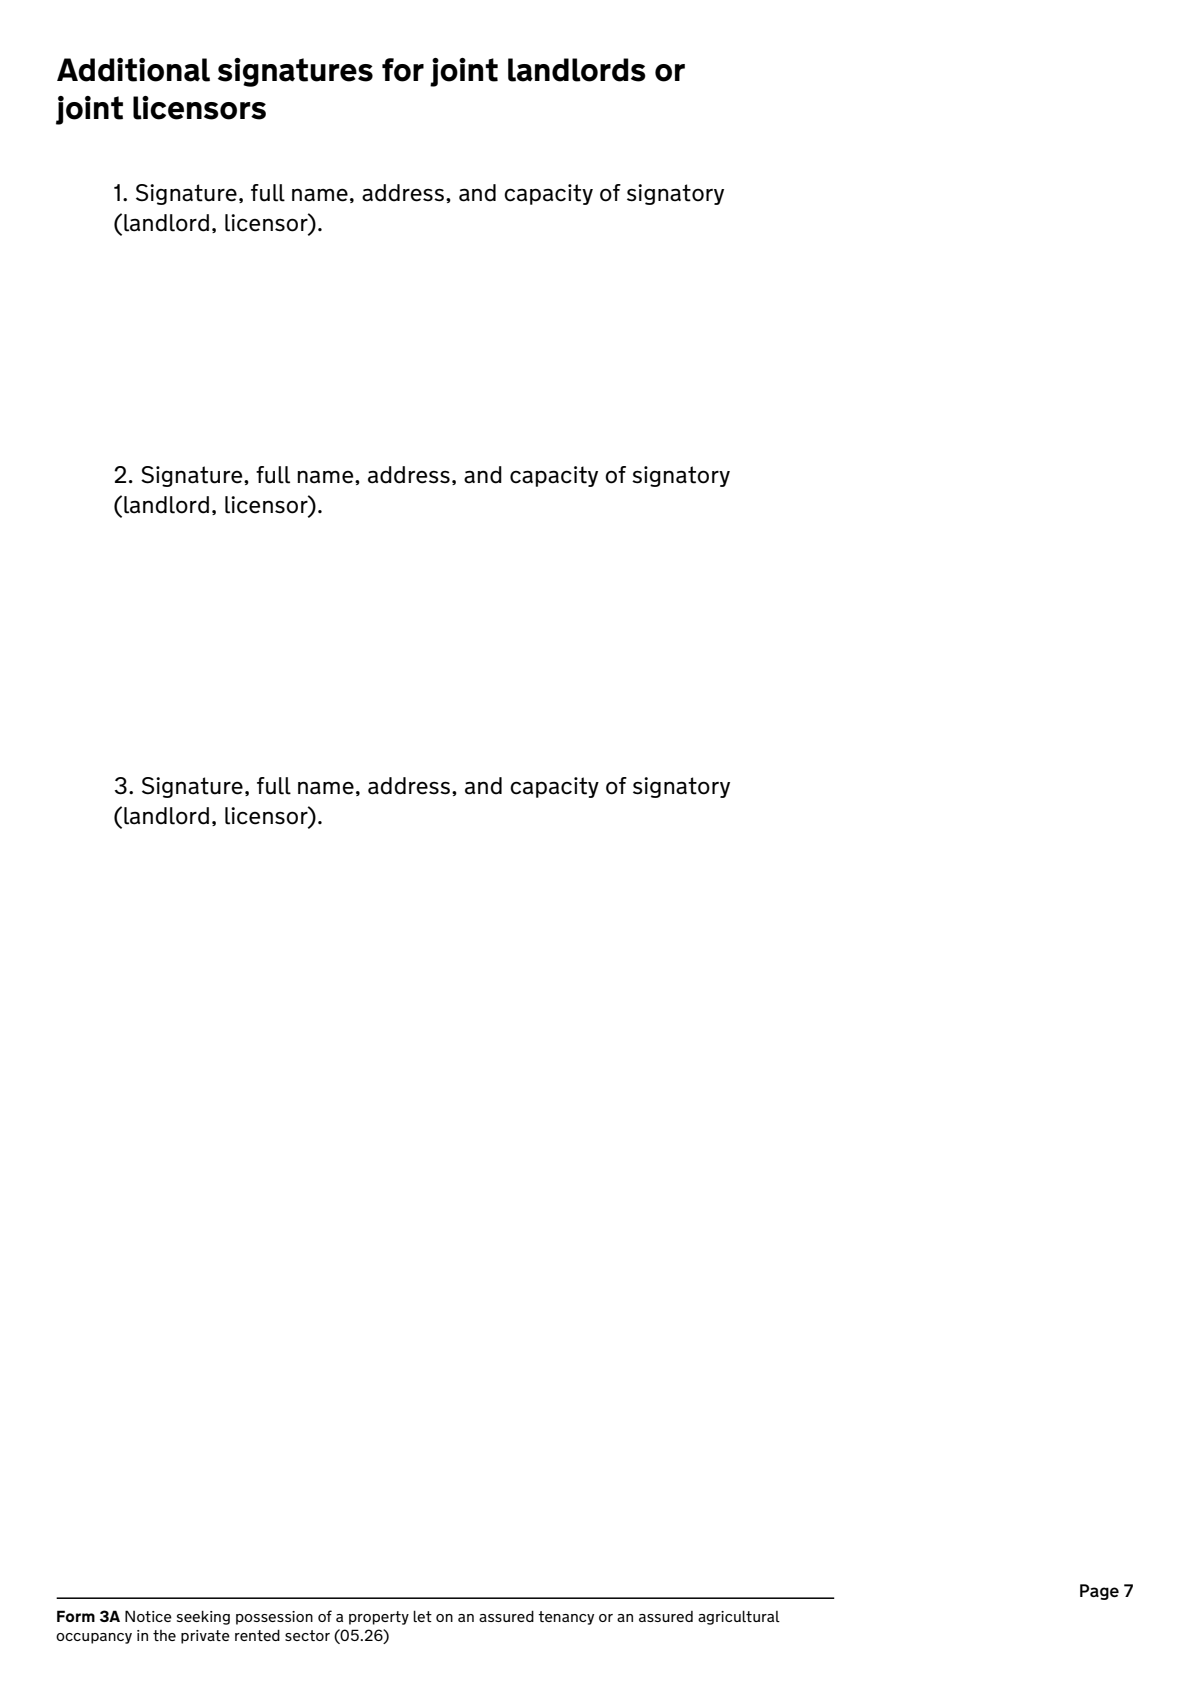 Additional signatures for joint landlords or
joint licensors
1. Signature, full name, address, and capacity of signatory
(landlord, licensor).
2. Signature, full name, address, and capacity of signatory
(landlord, licensor).
3. Signature, full name, address, and capacity of signatory
(landlord, licensor).
Page 7
Form 3A Notice seeking possession of a property let on an assured tenancy or an assured agricultural
occupancy in the private rented sector (05.26)